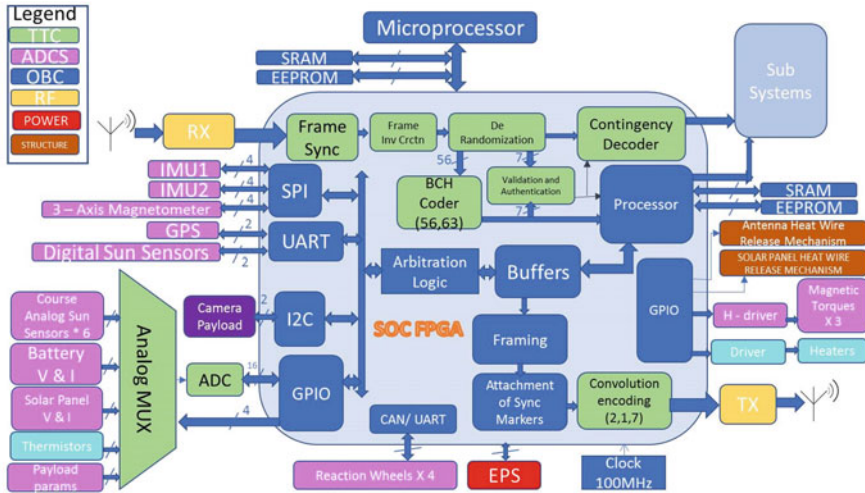 Legend
TTC
ADCS
OBC
RF
POWER
STRUCTURE
Microprocessor
SRAM
EEPROM
Sub
Systems
RX
Frame
Sync
Frame
Inv Crctn
De
Randomization
Contingency
Decoder
56
7
IMU1
IMU2
3 – Axis Magnetometer
GPS
Digital Sun Sensors
4
4
4
2
2
SPI
UART
BCH
Coder
(56,63)
Validation and
Authentication
7
Processor
SRAM
EEPROM
Antenna Heat Wire
Release Mechanism
SOLAR PANEL HEAT WIRE
RELEASE MECHANISM
Arbitration
Logic
Buffers
GPIO
H - driver
Magnetic
Torques
X 3
Driver
Heaters
Course
Analog Sun
Sensors * 6
Battery
V & I
Solar Panel
V & I
Thermistors
Payload
params
Analog MUX
Camera
Payload
2
I2C
SOC FPGA
Framing
ADC
16
GPIO
4
Attachment
of Sync
Markers
Convolution
encoding
(2,1,7)
TX
CAN/ UART
Reaction Wheels X 4
EPS
Clock
100MHz